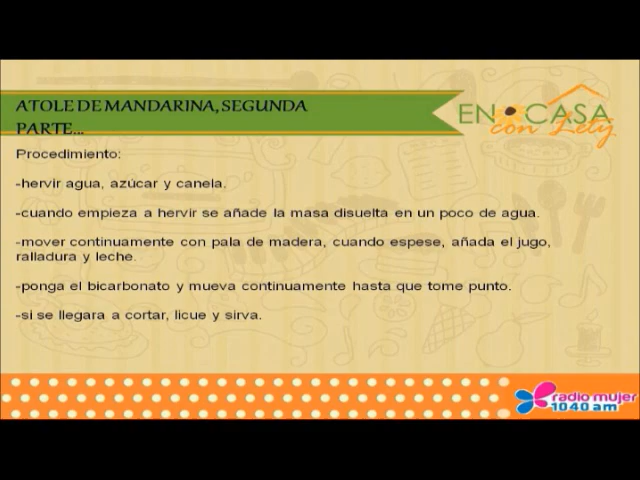 ATOLE DE MANDARINA, SEGUNDA
PARTE...
EN CASA
con Lety
Procedimiento:
-hervir agua, azúcar y canela.
-cuando empieza a hervir se añade la masa disuelta en un poco de agua.
-mover continuamente con pala de madera, cuando espese, añada el jugo,
ralladura y leche.
-ponga el bicarbonato y mueva continuamente hasta que tome punto.
-si se llegara a cortar, licue y sirva.
radio mujer
1040 am